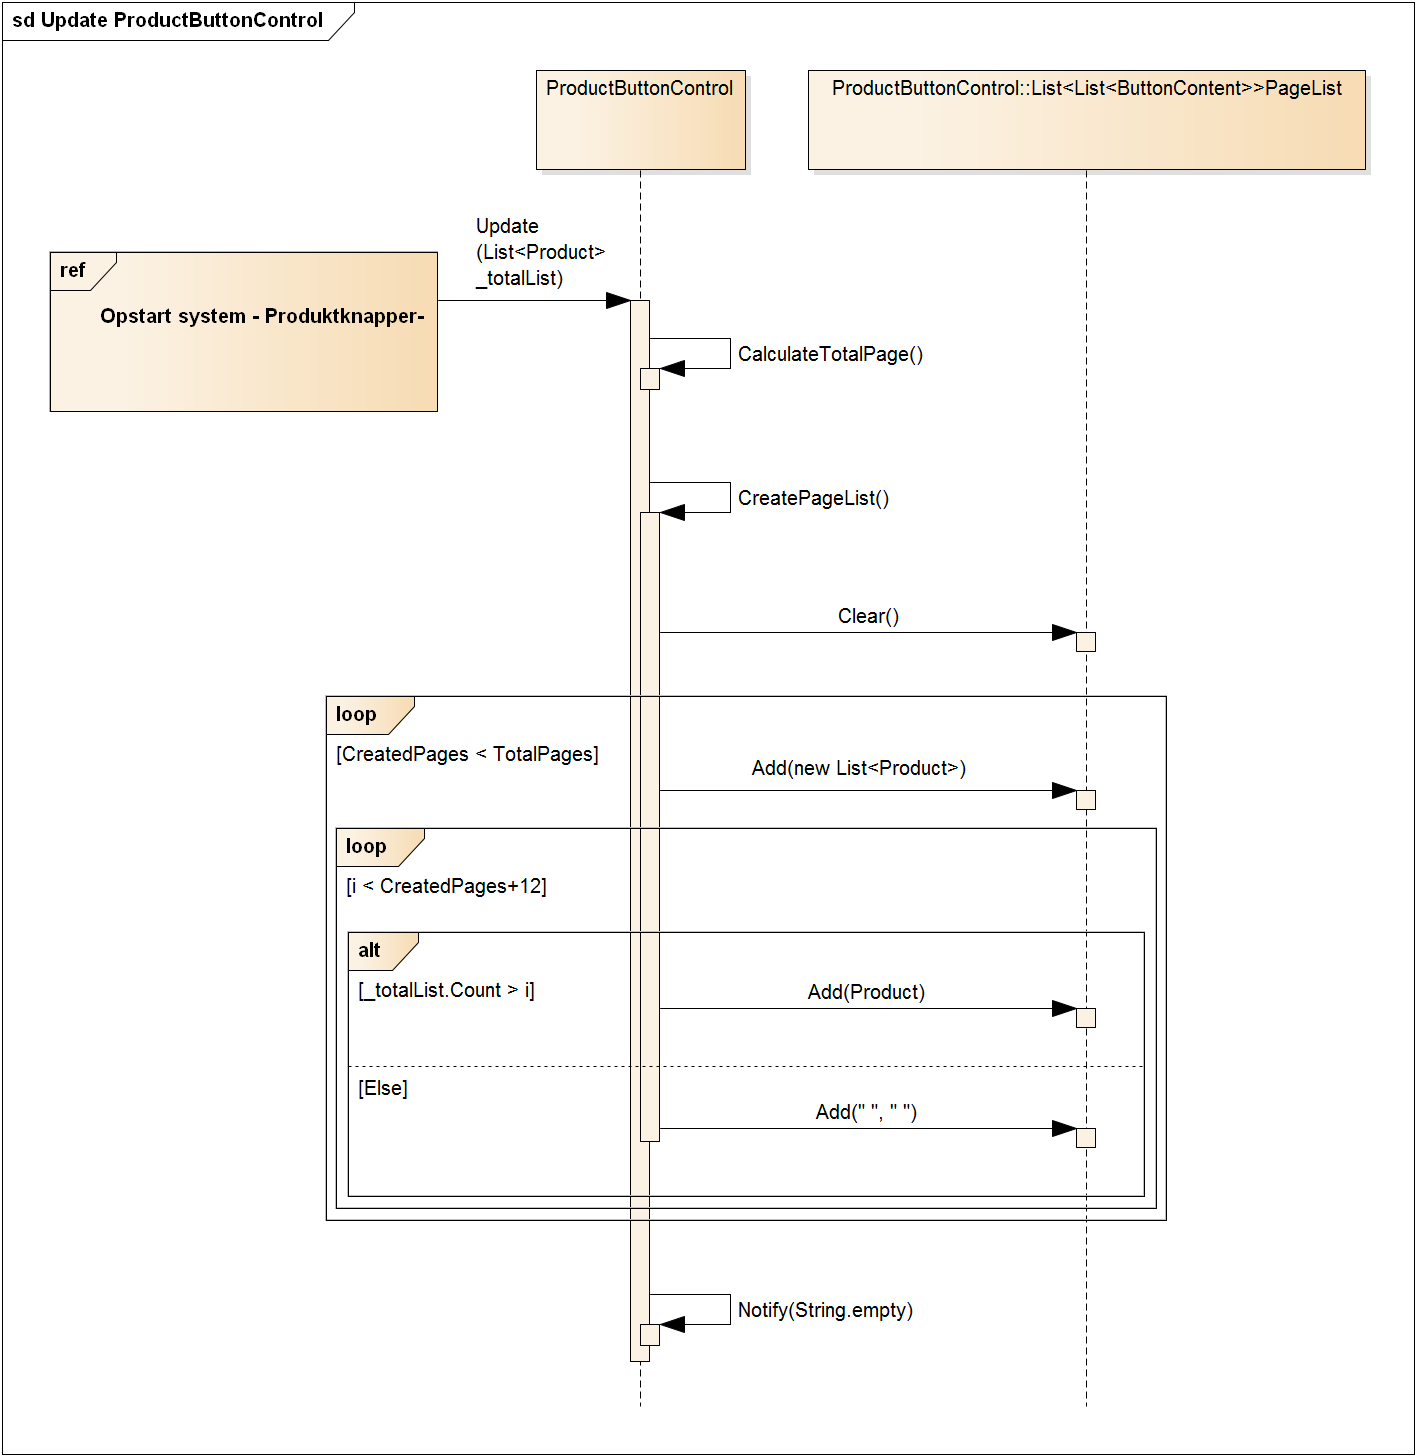 sd Update ProductButtonControl
ProductButtonControl
ProductButtonControl::List<List<ButtonContent>>PageList
Update
(List<Product>
_totalList)
ref
Opstart system - Produktknapper-
CalculateTotalPage()
CreatePageList()
Clear()
loop
[CreatedPages < TotalPages]
Add(new List<Product>)
loop
[i < CreatedPages+12]
alt
[_totalList.Count > i]
Add(Product)
[Else]
Add(" ", " ")
Notify(String.empty)